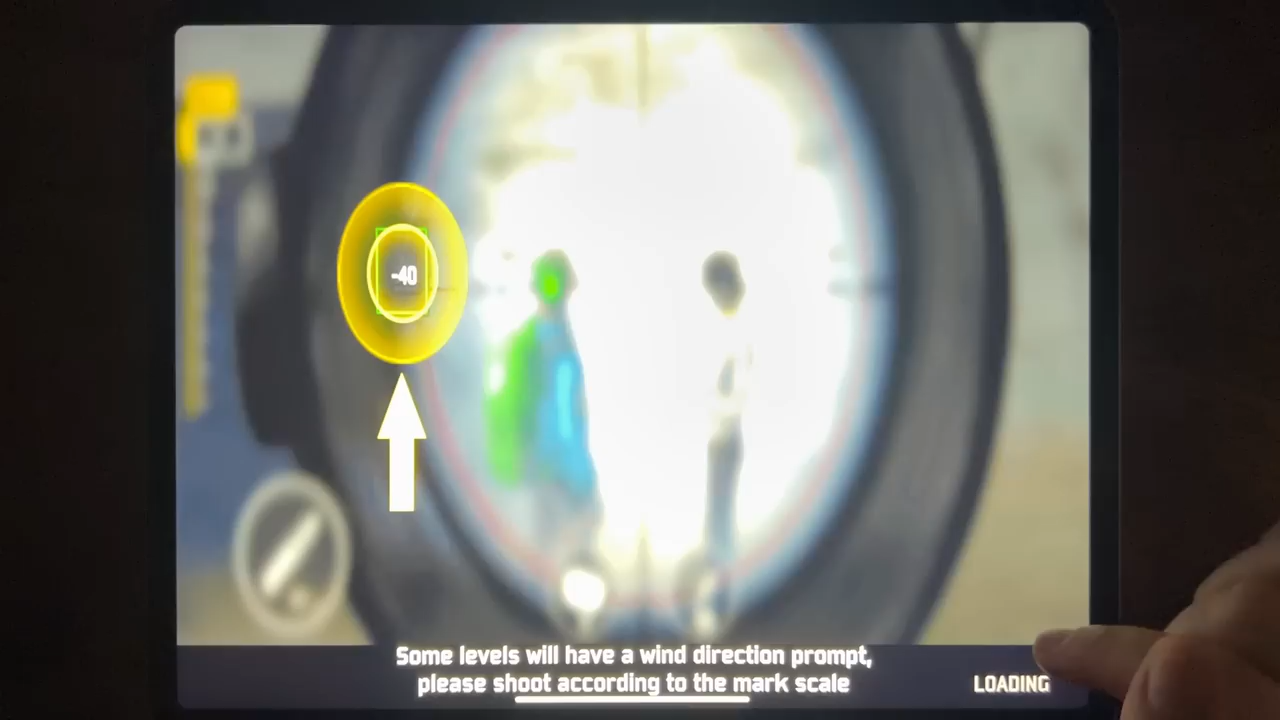 -40
Some levels will have a wind direction prompt,
please shoot according to the mark scale
LOADING